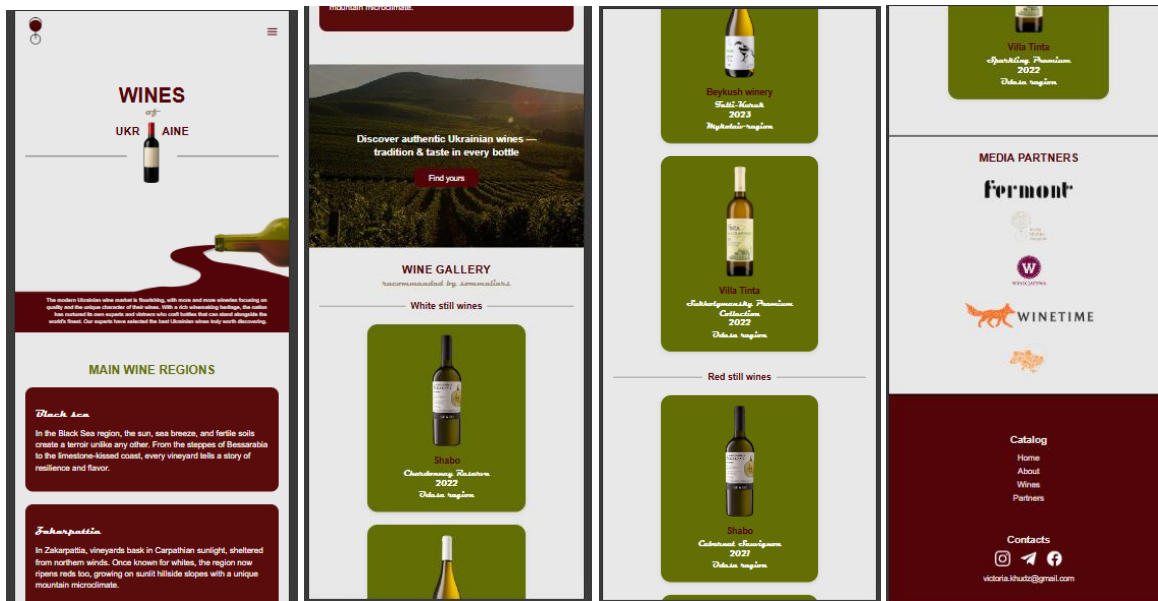 WINES
of
UKR AINE
The modern Ukrainian wine market is flourishing, with more and more wineries focusing on
quality and the unique character of their wines. With a rich winemaking heritage, the nation
has nurtured its own experts and vintners who craft bottles that can stand alongside the
world's finest. Our experts have selected the best Ukrainian wines truly worth discovering.
MAIN WINE REGIONS
Black sea
In the Black Sea region, the sun, sea breeze, and fertile soils
create a terroir unlike any other. From the steppes of Bessarabia
to the limestone-kissed coast, every vineyard tells a story of
resilience and flavor.
Zakarpattia
In Zakarpattia, vineyards bask in Carpathian sunlight, sheltered
from northern winds. Once known for whites, the region now
ripens reds too, growing on sunlit hillside slopes with a unique
mountain microclimate.
mountain microclimate.
Discover authentic Ukrainian wines —
tradition & taste in every bottle
Find yours
WINE GALLERY
recommended by sommeliers
White still wines
Shabo
Chardonnay Reserve
2022
Odesa region
Beykush winery
2023
Mykolaiv region
TINTA
Villa Tinta
Sukholymansky Premium
Collection
2022
Odesa region
Red still wines
Shabo
Cabernet Sauvignon
2021
Odesa region
Villa Tinta
Sparkling Premium
2022
Odesa region
MEDIA PARTNERS
fermont
W
WINETIME
Catalog
Home
About
Wines
Partners
Contacts
victoria.khudz@gmail.com